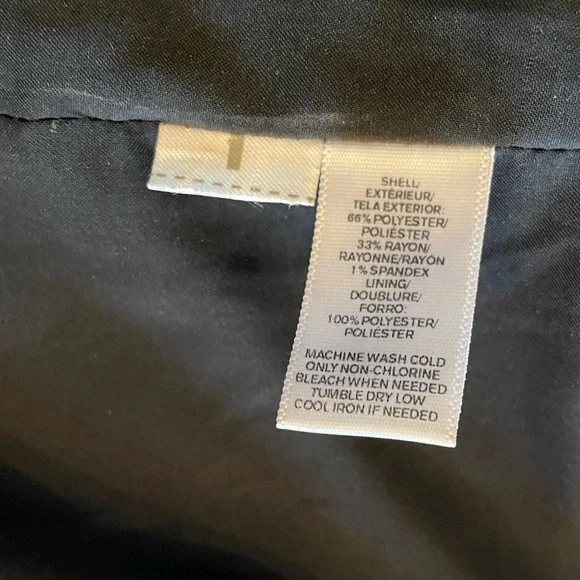 SHELL/
EXTÉRIEUR/
TELA EXTERIOR:
66% POLYESTER/
POLIÉSTER
33% RAYON/
RAYONNE/RAYÓN
1% SPANDEX
LINING/
DOUBLURE/
FORRO:
100% POLYESTER/
POLIÉSTER
MACHINE WASH COLD
ONLY NON-CHLORINE
BLEACH WHEN NEEDED
TUMBLE DRY LOW
COOL IRON IF NEEDED